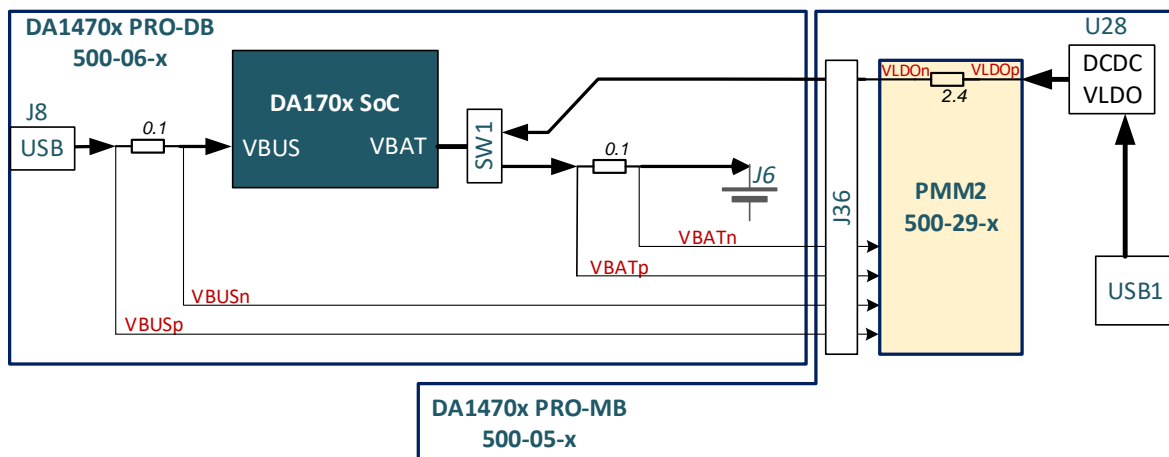 DA1470x PRO-DB
500-06-x
J8
USB
0.1
DA170x SoC
VBUS
VBAT
SW1
0.1
J6
VBATn
VBATp
VBUSn
VBUSp
J36
VLDOn
VLDOp
2.4
PMM2
500-29-x
U28
DCDC
VLDO
USB1
DA1470x PRO-MB
500-05-x